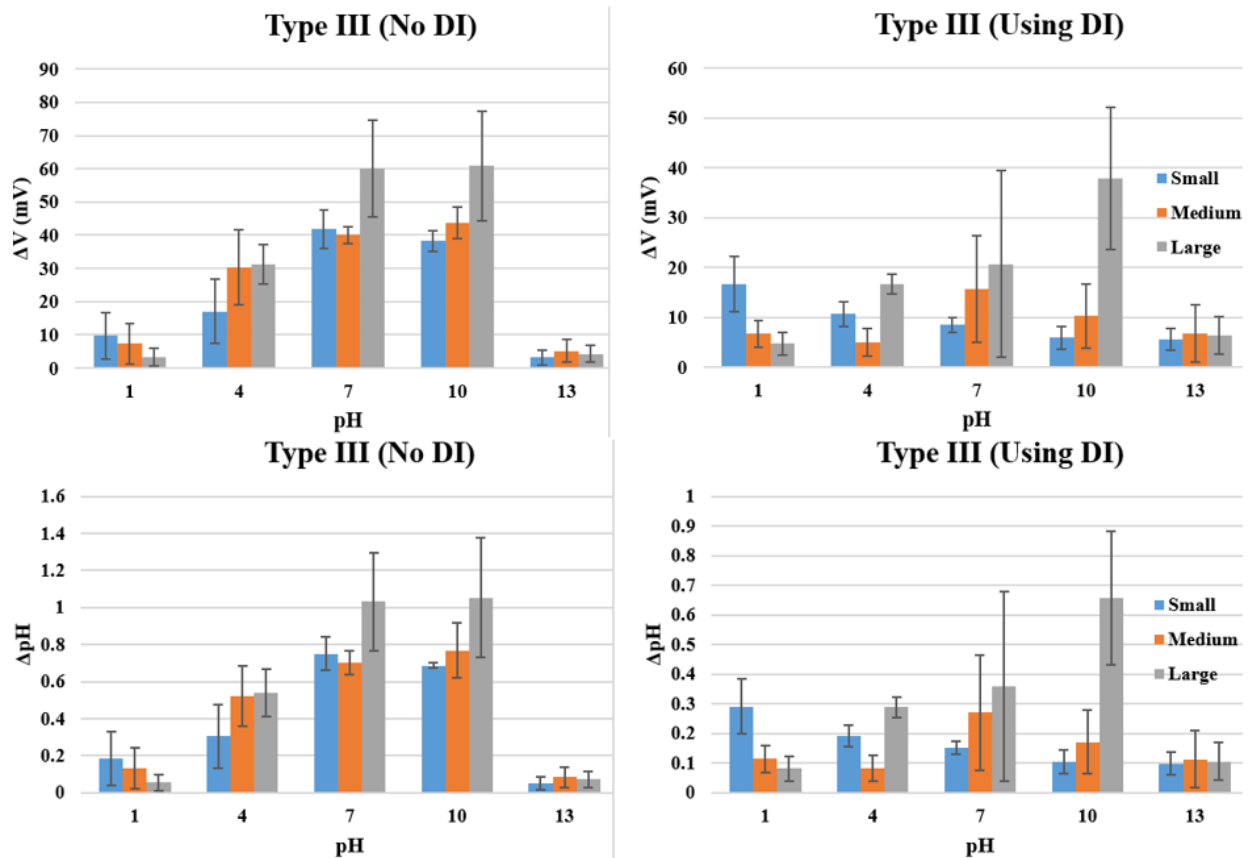 Type III (No DI)
90
80
70
60
50
40
30
20
10
0
ΔV (mV)
1 4 7 10 13
pH
Type III (Using DI)
60
50
40
30
20
10
0
ΔV (mV)
Small
Medium
Large
1 4 7 10 13
pH
Type III (No DI)
1.6
1.4
1.2
1
0.8
0.6
0.4
0.2
0
ΔpH
1 4 7 10 13
pH
Type III (Using DI)
1
0.9
0.8
0.7
0.6
0.5
0.4
0.3
0.2
0.1
0
ΔpH
Small
Medium
Large
1 4 7 10 13
pH